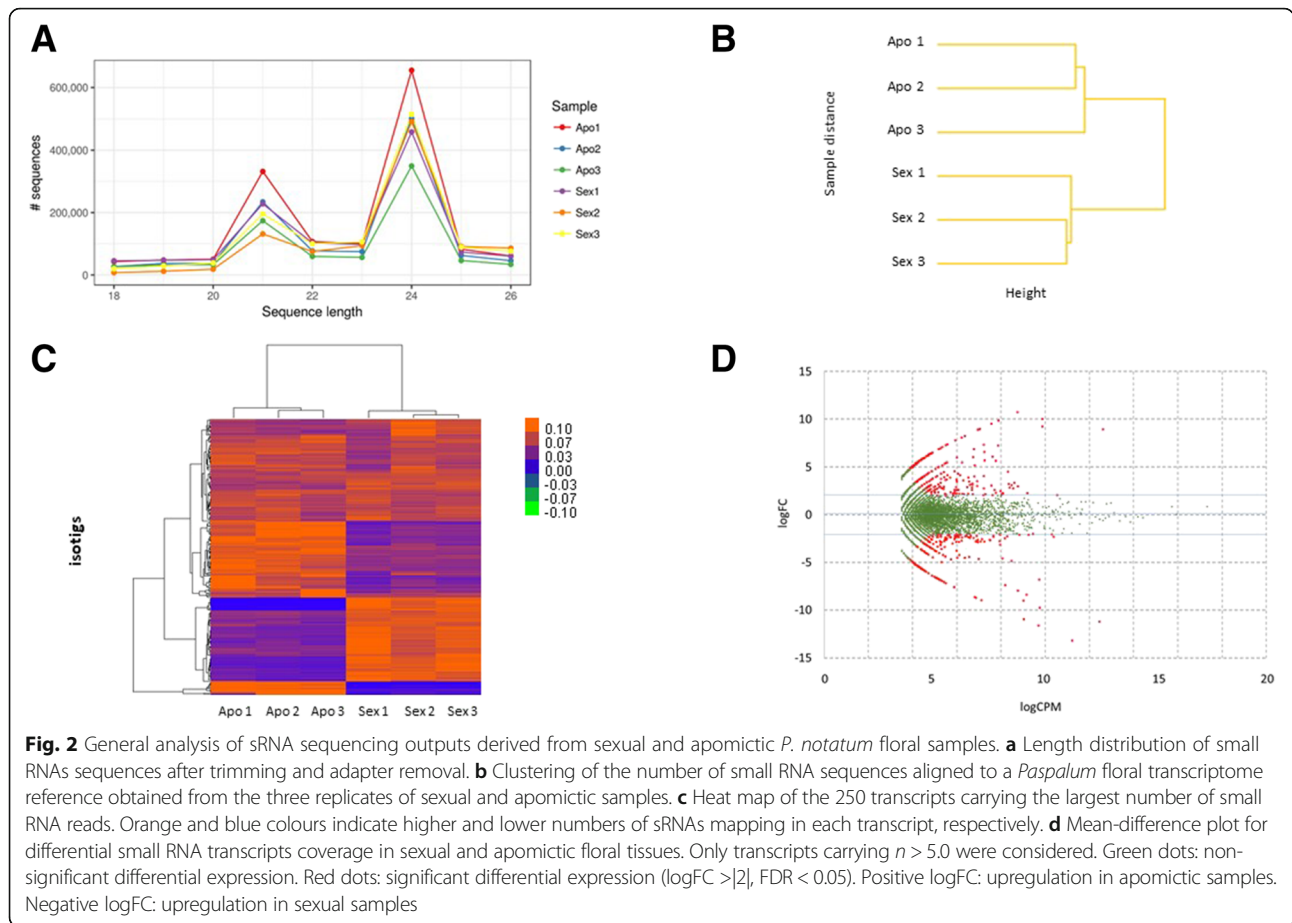 A
600,000
400,000
200,000
0
# sequences
18
20
22
24
26
Sequence length
Sample
Apo1
Apo2
Apo3
Sex1
Sex2
Sex3
B
Apo 1
Apo 2
Apo 3
Sex 1
Sex 2
Sex 3
Sample distance
Height
C
isotigs
Apo 1
Apo 2
Apo 3
Sex 1
Sex 2
Sex 3
0.10
0.07
0.03
0.00
-0.03
-0.07
-0.10
D
15
10
5
0
-5
-10
-15
logFC
0
5
10
15
20
logCPM
Fig. 2 General analysis of sRNA sequencing outputs derived from sexual and apomictic P. notatum floral samples. a Length distribution of small
RNAs sequences after trimming and adapter removal. b Clustering of the number of small RNA sequences aligned to a Paspalum floral transcriptome
reference obtained from the three replicates of sexual and apomictic samples. c Heat map of the 250 transcripts carrying the largest number of small
RNA reads. Orange and blue colours indicate higher and lower numbers of sRNAs mapping in each transcript, respectively. d Mean-difference plot for
differential small RNA transcripts coverage in sexual and apomictic floral tissues. Only transcripts carrying n > 5.0 were considered. Green dots: non-
significant differential expression. Red dots: significant differential expression (logFC >|2|, FDR < 0.05). Positive logFC: upregulation in apomictic samples.
Negative logFC: upregulation in sexual samples